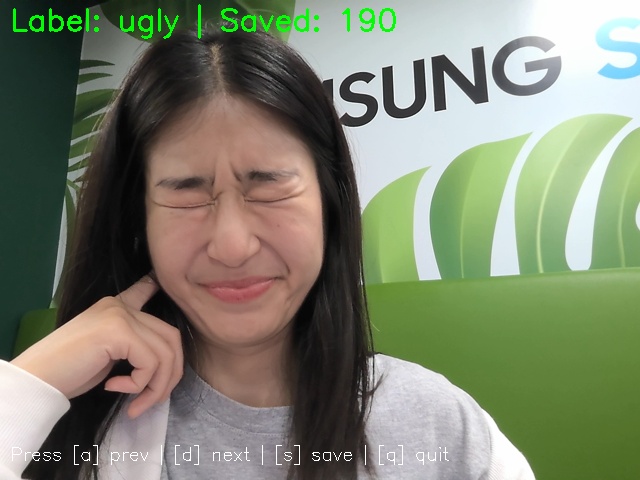 Label: ugly | Saved: 190
SUNG S
Press [a] prev | [d] next | [s] save | [q] quit